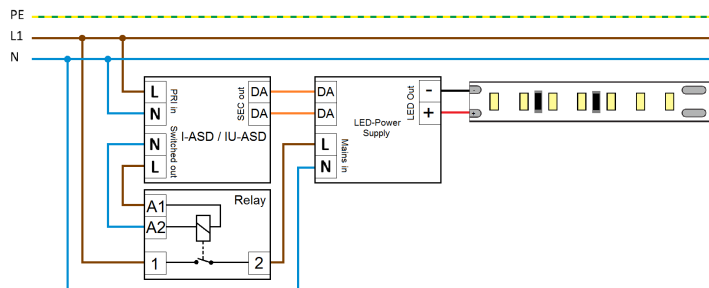 PE
L1
N
L
N
PRI in
SEC out
DA
DA
I-ASD / IU-ASD
N
L
Switched out
DA
DA
LED-Power
Supply
LED Out
-
+
L
N
Mains in
-
+
Relay
A1
A2
1
2